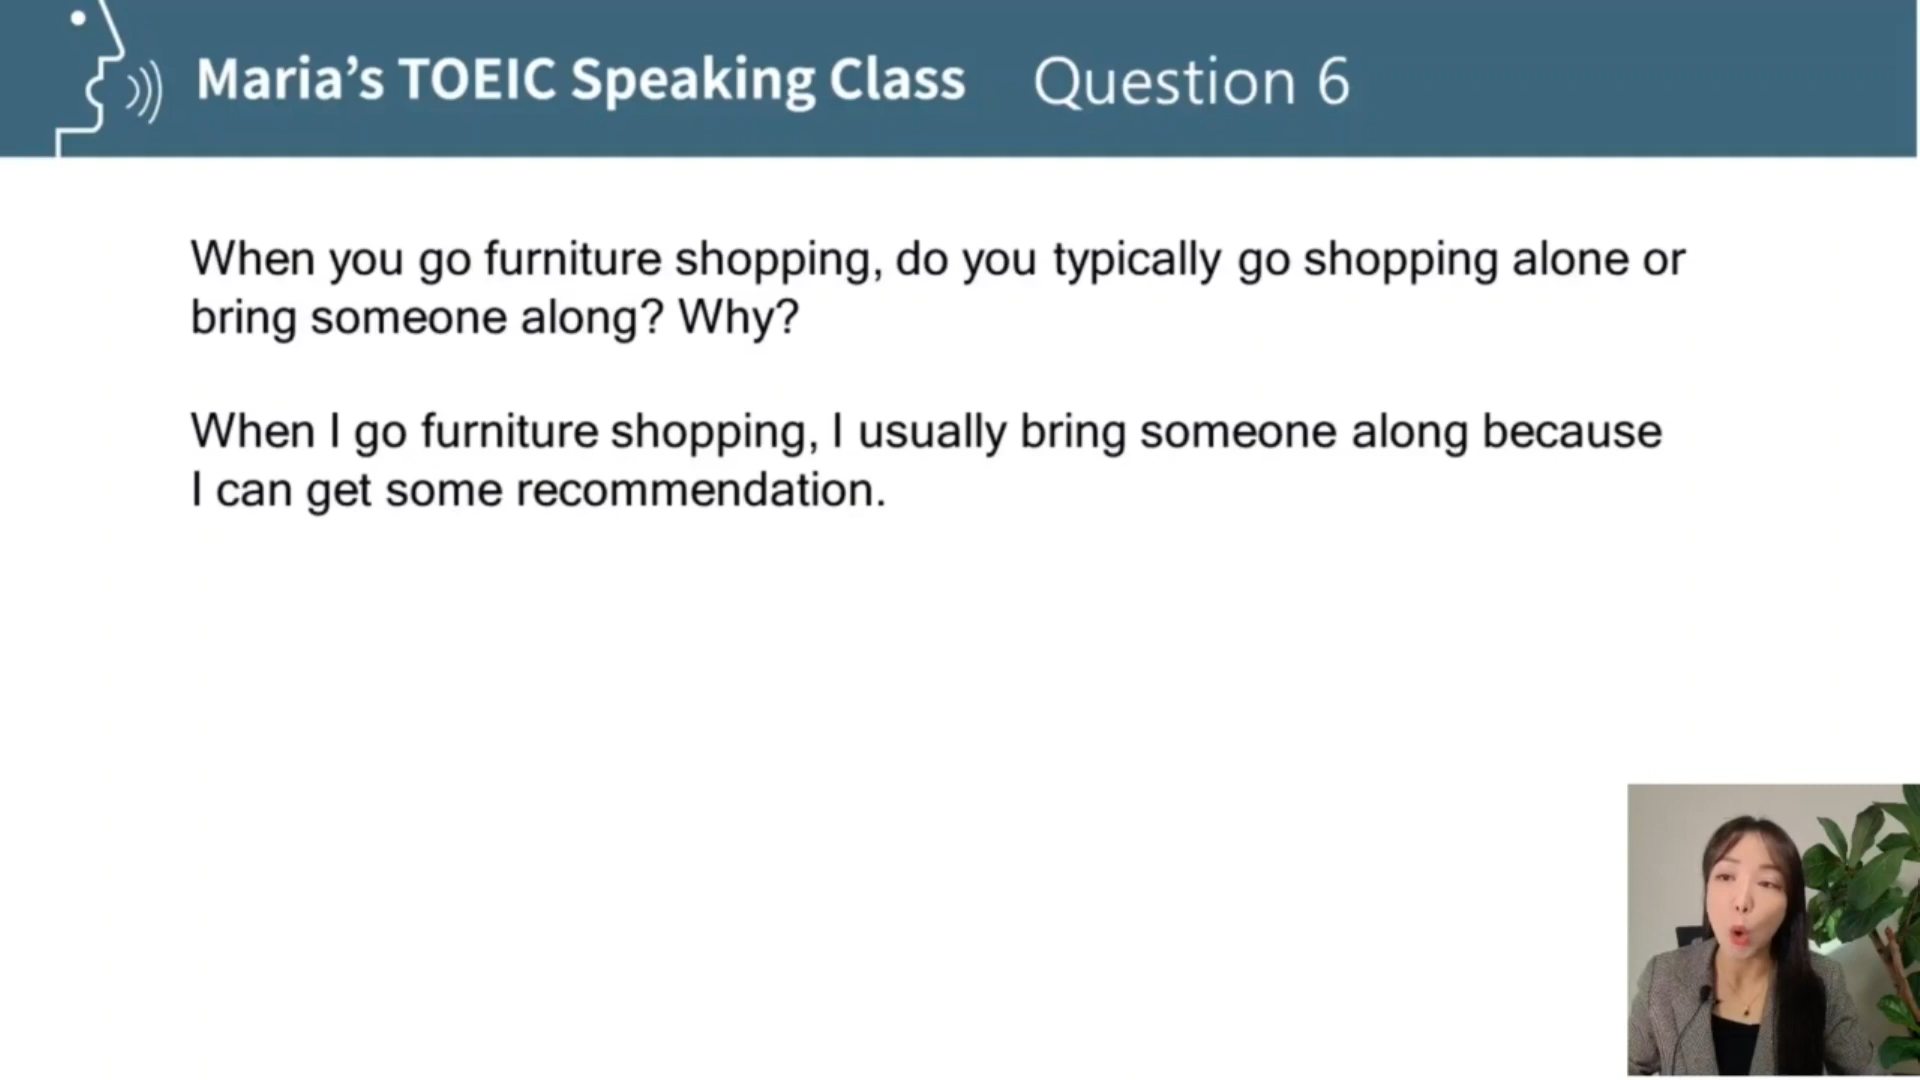 Maria’s TOEIC Speaking Class Question 6
When you go furniture shopping, do you typically go shopping alone or
bring someone along? Why?
When I go furniture shopping, I usually bring someone along because
I can get some recommendation.